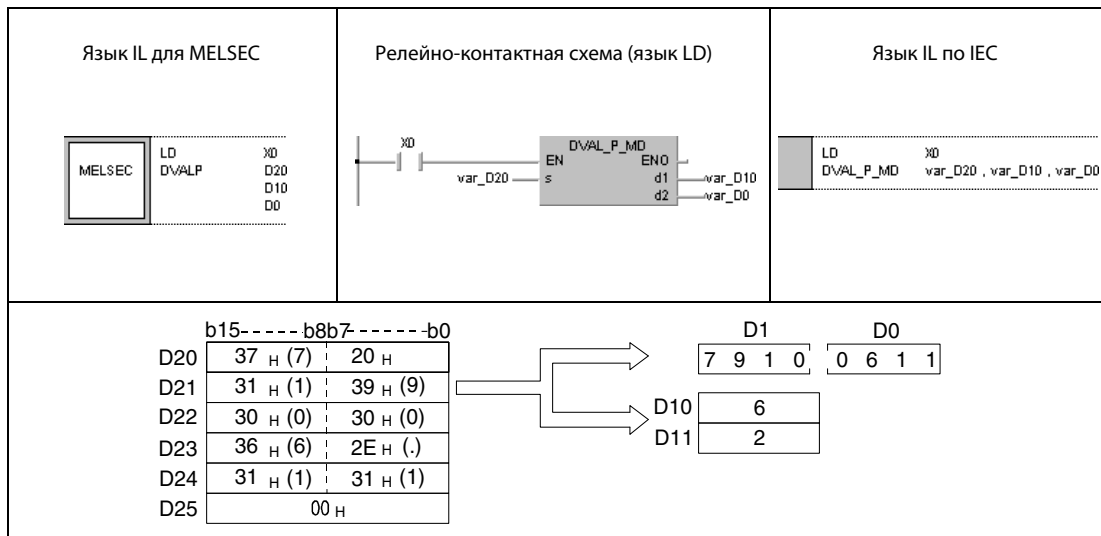 Язык IL для MELSEC
Релейно-контактная схема (язык LD)
Язык IL по IEC
MELSEC
LD X0
DVALP D20
D10
D0
X0
DVAL_P_MD
EN ENO
var_D20 s d1 var_D10
d2 var_D0
LD X0
DVAL_P_MD var_D20 , var_D10 , var_D0
b15------b8b7-------b0
D20 37 H (7) 20 H
D21 31 H (1) 39 H (9)
D22 30 H (0) 30 H (0)
D23 36 H (6) 2E H (.)
D24 31 H (1) 31 H (1)
D25 00 H
D1 D0
7 9 1 0 0 6 1 1
D10 6
D11 2